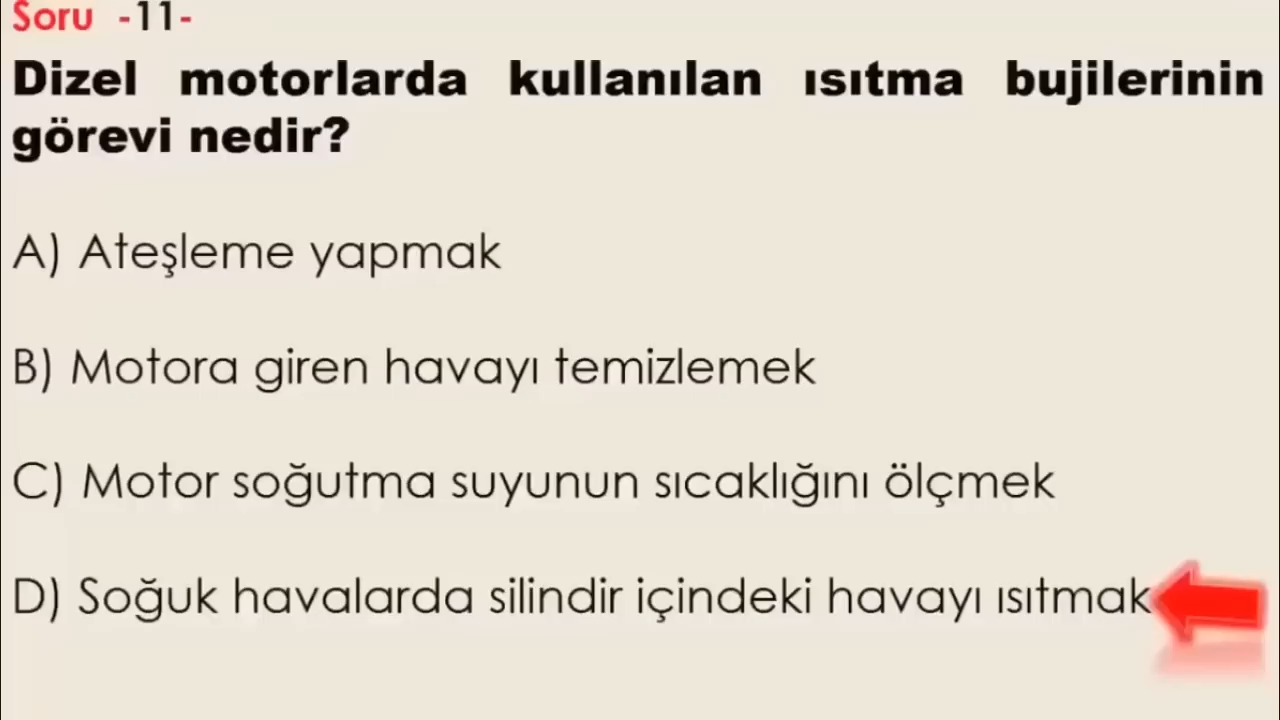 Soru -11-
Dizel motorlarda kullanılan ısıtma bujilerinin
görevi nedir?
A) Ateşleme yapmak
B) Motora giren havayı temizlemek
C) Motor soğutma suyunun sıcaklığını ölçmek
D) Soğuk havalarda silindir içindeki havayı ısıtmak